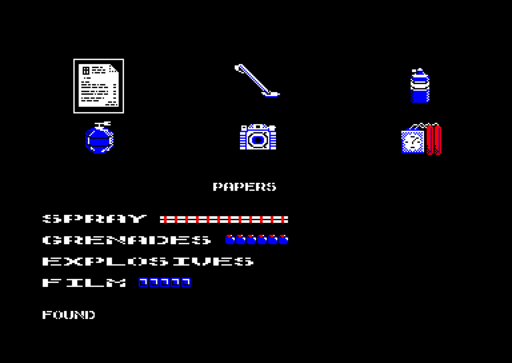 PAPERS
SPRAY
GRENADES
EXPLOSIVES
FILM
FOUND